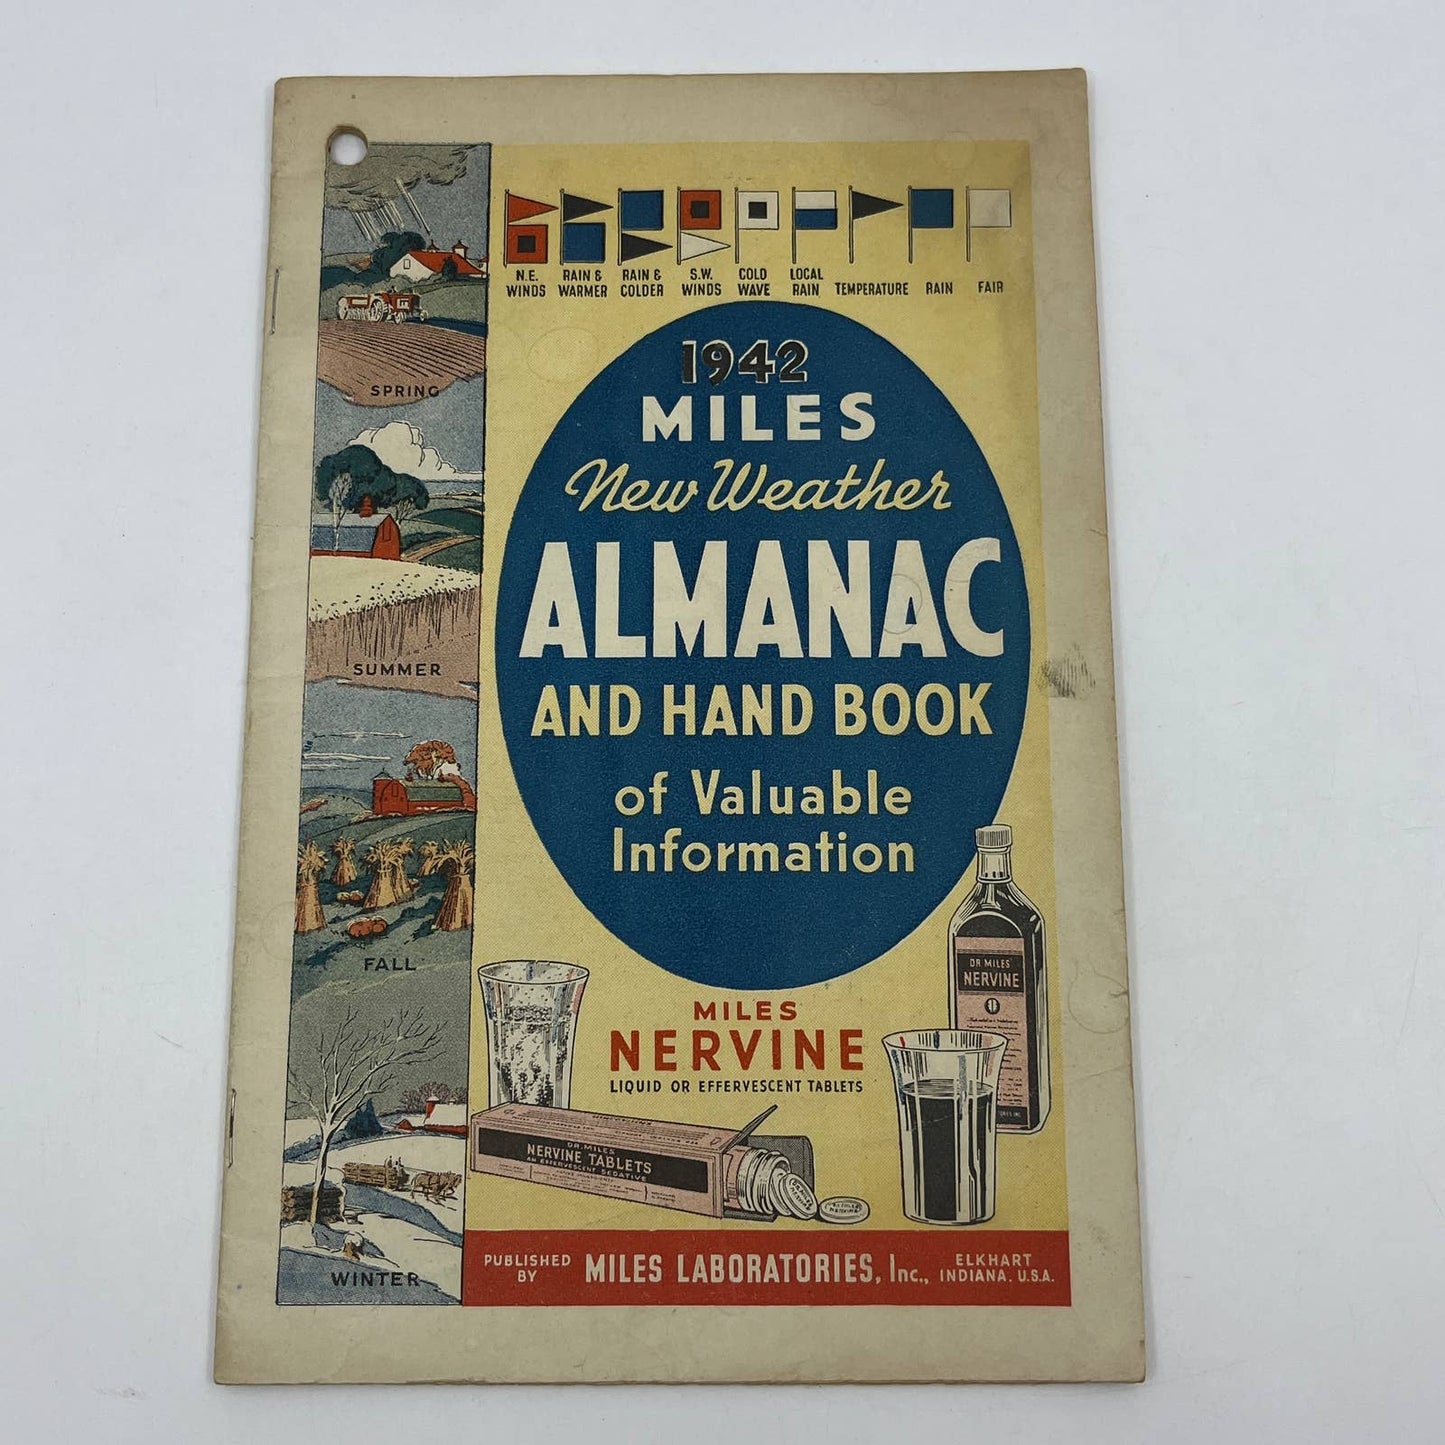 N.E. WINDS
RAIN & WARMER
RAIN & COLDER
S.W. WINDS
COLD WAVE
LOCAL RAIN
TEMPERATURE
RAIN
FAIR
1942
MILES
New Weather
ALMANAC
AND HAND BOOK
of Valuable
Information
SPRING
SUMMER
FALL
WINTER
MILES
NERVINE
LIQUID OR EFFERVESCENT TABLETS
DR MILES'
NERVINE
DR. MILES
NERVINE TABLETS
AN EFFERVESCENT SEDATIVE
PUBLISHED
BY
MILES LABORATORIES, Inc.,
ELKHART
INDIANA. U.S.A.